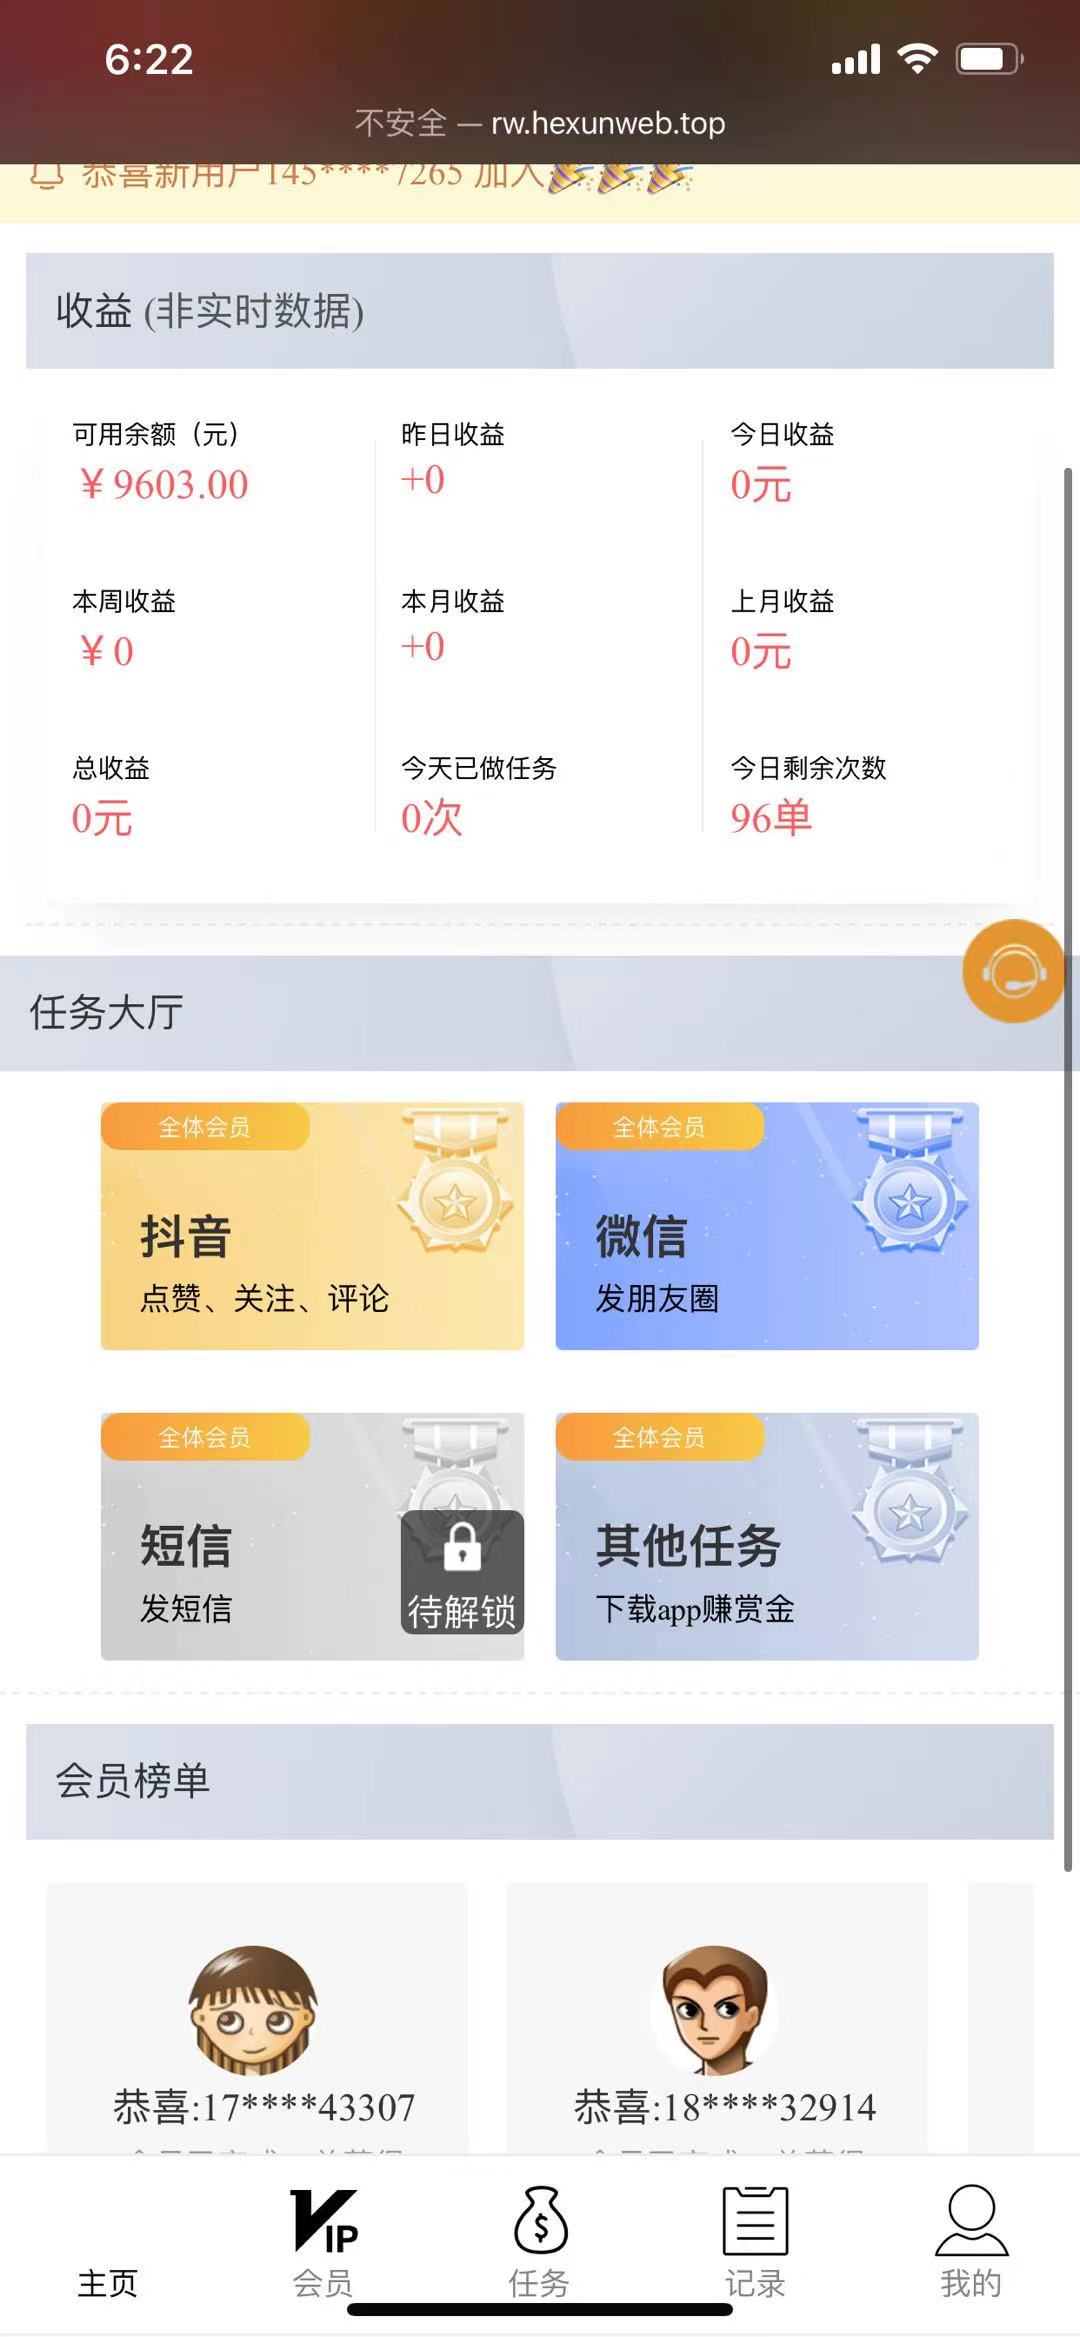 6:22
不安全 — rw.hexunweb.top
恭喜新用户145****7265 加入🎉🎉🎉
收益 (非实时数据)
可用余额（元） 昨日收益 今日收益
￥9603.00 +0 0元
本周收益 本月收益 上月收益
￥0 +0 0元
总收益 今天已做任务 今日剩余次数
0元 0次 96单
任务大厅
全体会员 全体会员
抖音 微信
点赞、关注、评论 发朋友圈
全体会员 全体会员
短信 其他任务
发短信 待解锁 下载app赚赏金
会员榜单
恭喜:17****43307 恭喜:18****32914
VIP
主页 会员 任务 记录 我的